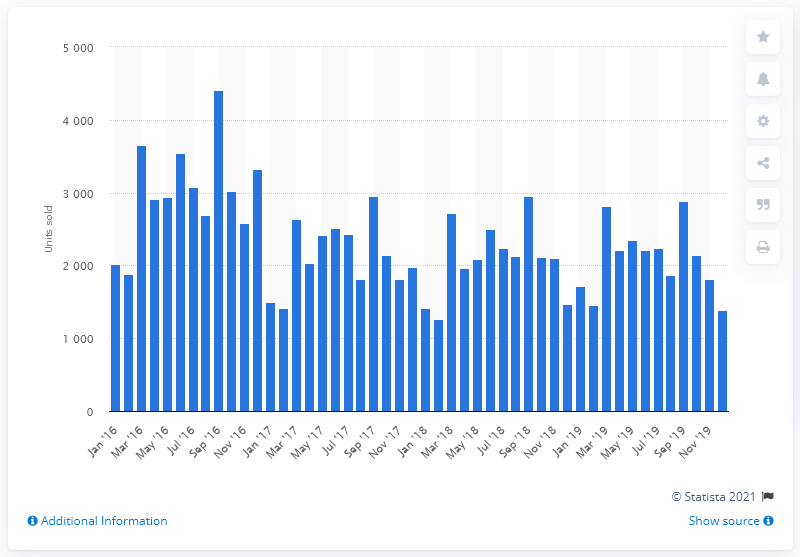 5 000
4 000
3 000
2 000
1 000
0
Units sold
Jan '16
Mar '16
May '16
Jul '16
Sep '16
Nov '16
Jan '17
Mar '17
May '17
Jul '17
Sep '17
Nov '17
Jan '18
Mar '18
May '18
Jul '18
Sep '18
Nov '18
Jan '19
Mar '19
May '19
Jul '19
Sep '19
Nov '19
© Statista 2021
Additional Information
Show source